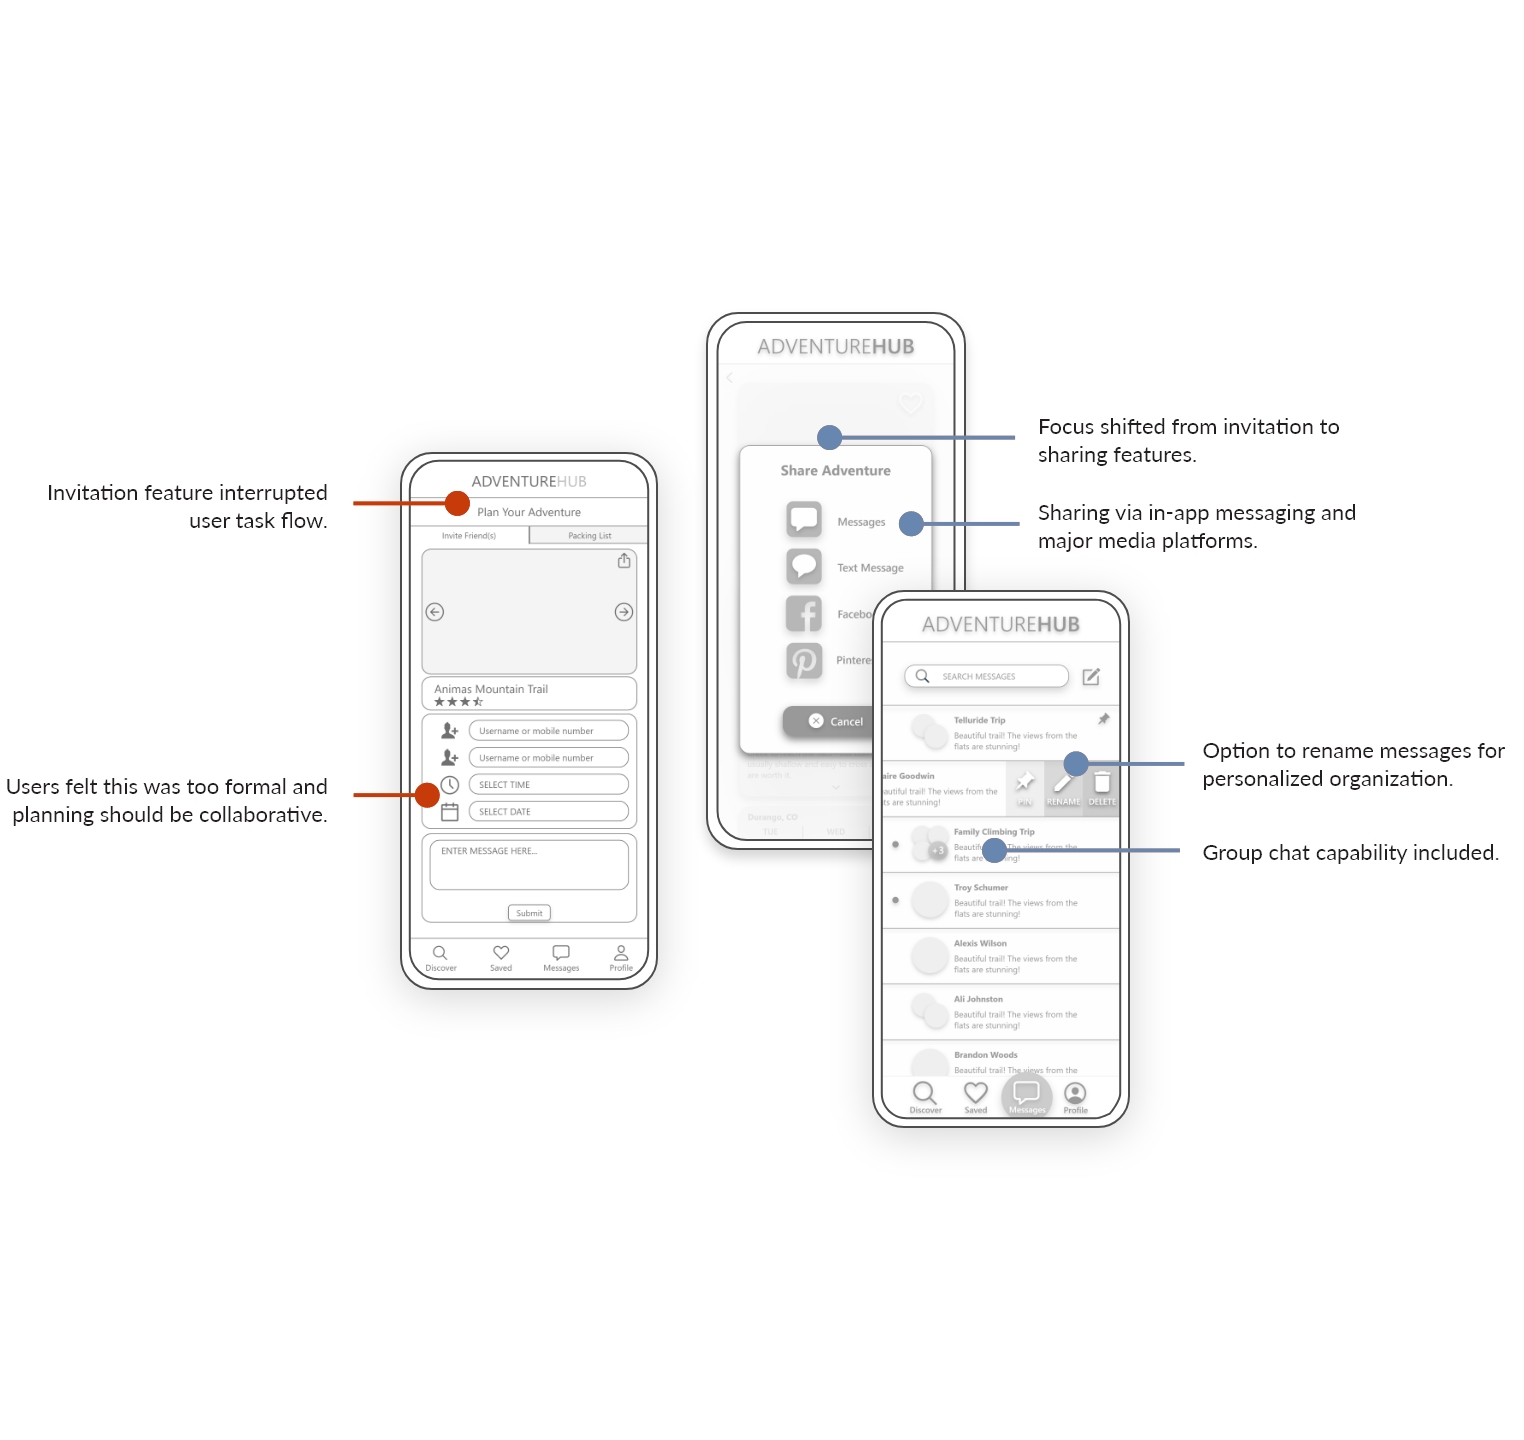 Invitation feature interrupted
user task flow.
Users felt this was too formal and
planning should be collaborative.
ADVENTUREHUB
Plan Your Adventure
Invite Friend(s)
Packing List
Animas Mountain Trail
Username or mobile number
Username or mobile number
SELECT TIME
SELECT DATE
ENTER MESSAGE HERE...
Submit
Discover
Saved
Messages
Profile
ADVENTUREHUB
Share Adventure
Messages
Text Message
Facebo
Pinteres
Cancel
are worth it.
Durango, CO
TUE
WED
Focus shifted from invitation to
sharing features.
Sharing via in-app messaging and
major media platforms.
ADVENTUREHUB
SEARCH MESSAGES
Telluride Trip
Beautiful trail! The views from the
flats are stunning!
aire Goodwin
eautiful trail! The views from the
ats are stunning!
PIN
RENAME
DELETE
Family Climbing Trip
+3
Beautiful The views from the
flats are stunning!
Troy Schumer
Beautiful trail! The views from the
flats are stunning!
Alexis Wilson
Beautiful trail! The views from the
flats are stunning!
Ali Johnston
Beautiful trail! The views from the
flats are stunning!
Brandon Woods
Beautiful trail! The views from the
Discover
Saved
Messages
Profile
Option to rename messages for
personalized organization.
Group chat capability included.